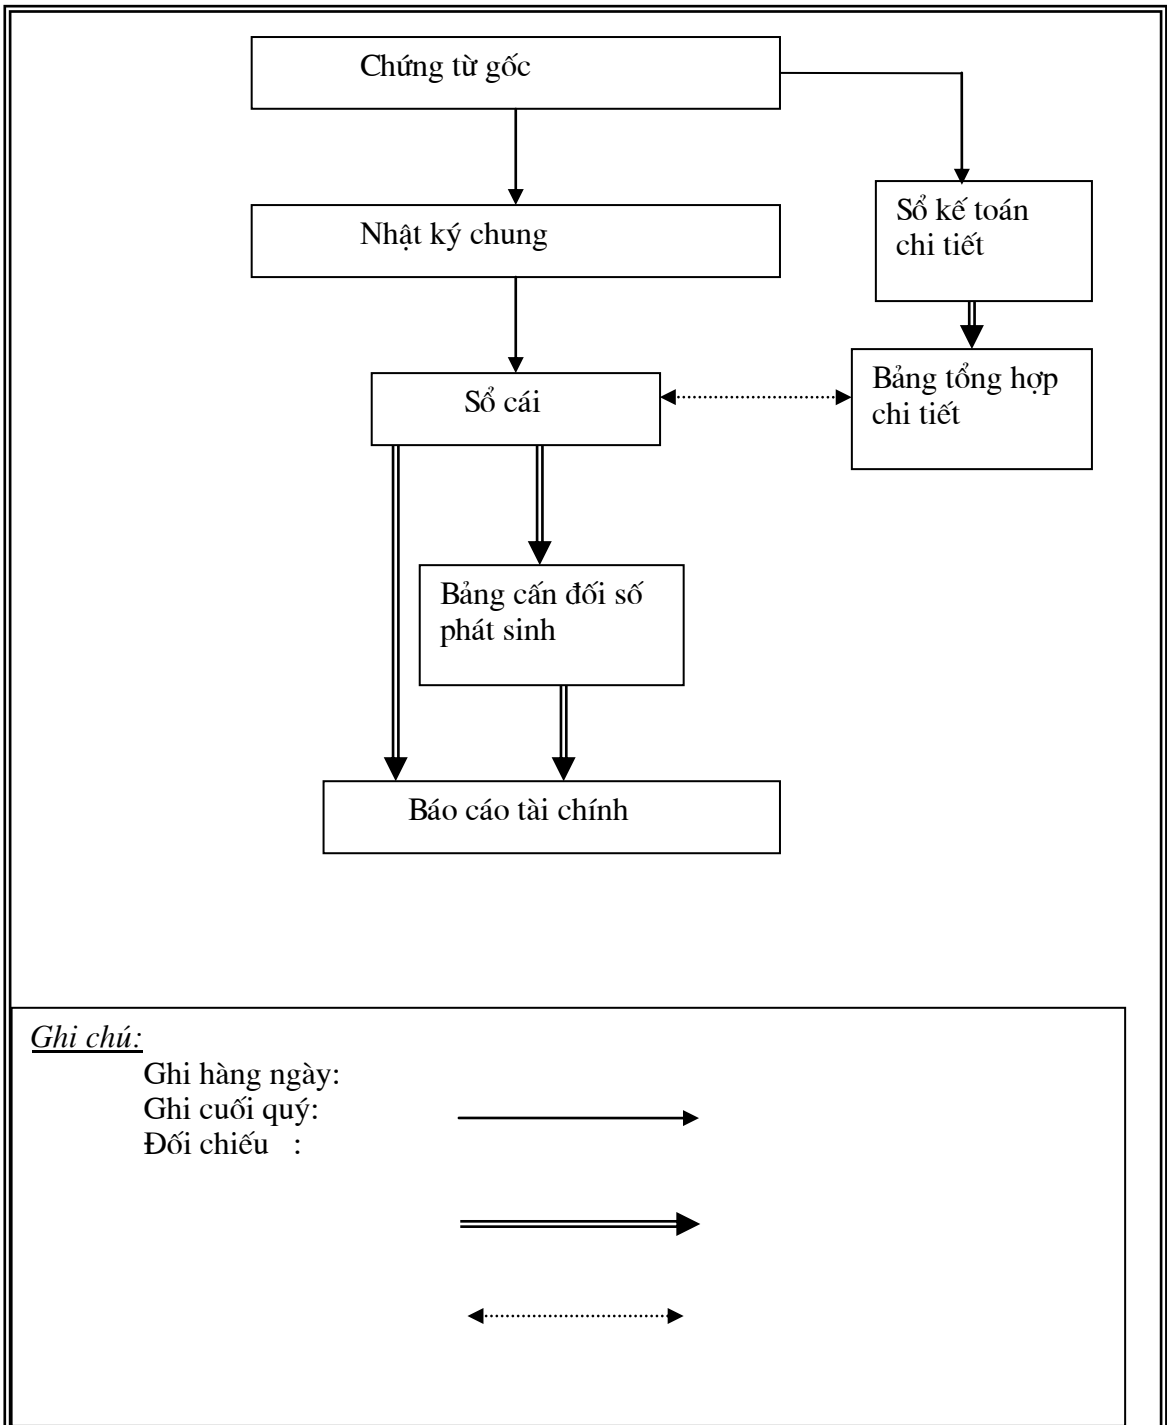 Chứng từ gốc
Nhật ký chung
Sổ kế toán
chi tiết
Sổ cái
Bảng tổng hợp
chi tiết
Bảng cấn đối số
phát sinh
Báo cáo tài chính
Ghi chú:
Ghi hàng ngày:
Ghi cuối quý:
Đối chiếu :